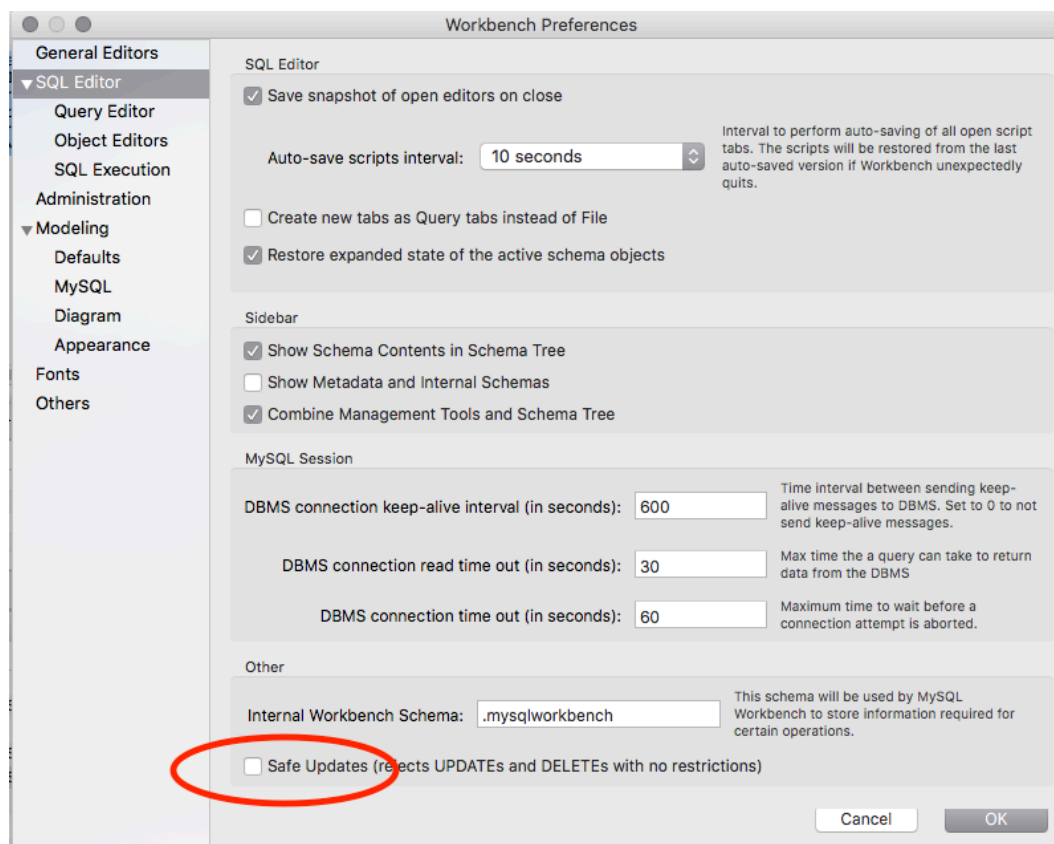 Workbench Preferences
General Editors
SQL Editor
Query Editor
Object Editors
SQL Execution
Administration
Modeling
Defaults
MySQL
Diagram
Appearance
Fonts
Others
SQL Editor
Save snapshot of open editors on close
Auto-save scripts interval:
10 seconds
Interval to perform auto-saving of all open script
tabs. The scripts will be restored from the last
auto-saved version if Workbench unexpectedly
quits.
Create new tabs as Query tabs instead of File
Restore expanded state of the active schema objects
Sidebar
Show Schema Contents in Schema Tree
Show Metadata and Internal Schemas
Combine Management Tools and Schema Tree
MySQL Session
DBMS connection keep-alive interval (in seconds):
600
Time interval between sending keep-
alive messages to DBMS. Set to 0 to not
send keep-alive messages.
DBMS connection read time out (in seconds):
30
Max time the a query can take to return
data from the DBMS
DBMS connection time out (in seconds):
60
Maximum time to wait before a
connection attempt is aborted.
Other
Internal Workbench Schema:
.mysqlworkbench
This schema will be used by MySQL
Workbench to store information required for
certain operations.
Safe Updates (rejects UPDATEs and DELETEs with no restrictions)
Cancel
OK